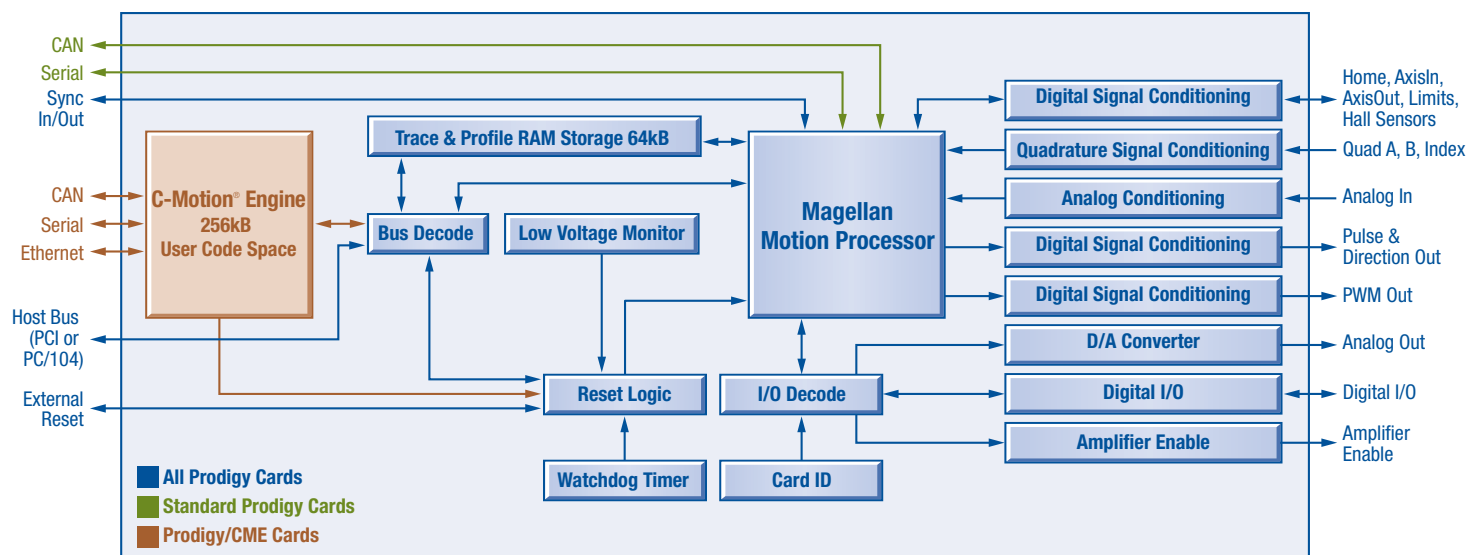 CAN
Serial
Sync
In/Out
CAN
Serial
Ethernet
Host Bus
(PCI or
PC/104)
External
Reset
C-Motion® Engine
256kB
User Code Space
Trace & Profile RAM Storage 64kB
Bus Decode
Low Voltage Monitor
Magellan
Motion Processor
Reset Logic
I/O Decode
Watchdog Timer
Card ID
Digital Signal Conditioning
Quadrature Signal Conditioning
Analog Conditioning
Digital Signal Conditioning
Digital Signal Conditioning
D/A Converter
Digital I/O
Amplifier Enable
Home, AxisIn,
AxisOut, Limits,
Hall Sensors
Quad A, B, Index
Analog In
Pulse &
Direction Out
PWM Out
Analog Out
Digital I/O
Amplifier
Enable
All Prodigy Cards
Standard Prodigy Cards
Prodigy/CME Cards